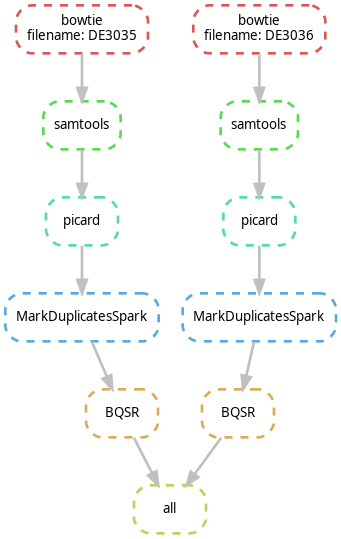 bowtie
filename: DE3035
bowtie
filename: DE3036
samtools
samtools
picard
picard
MarkDuplicatesSpark
MarkDuplicatesSpark
BQSR
BQSR
all